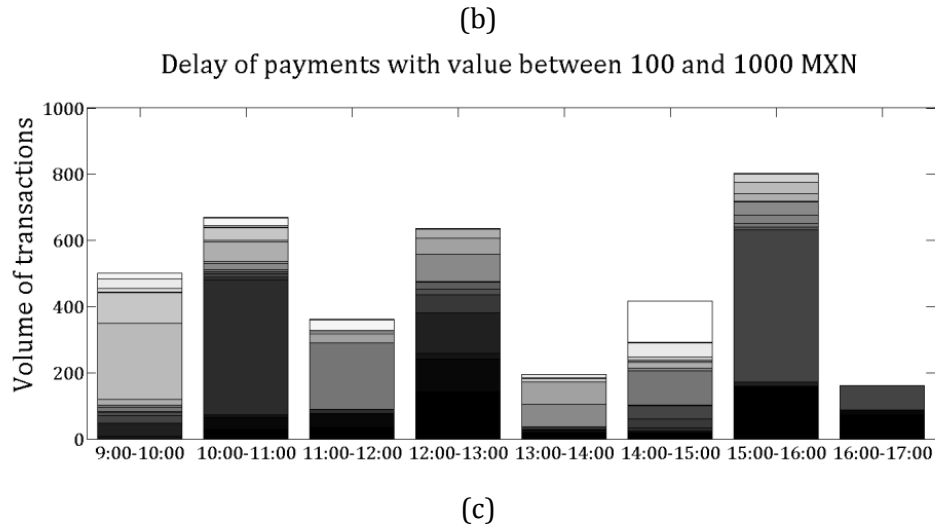 (b)
Delay of payments with value between 100 and 1000 MXN
Volume of transactions
1000
800
600
400
200
0
9:00-10:00 10:00-11:00 11:00-12:00 12:00-13:00 13:00-14:00 14:00-15:00 15:00-16:00 16:00-17:00
(c)